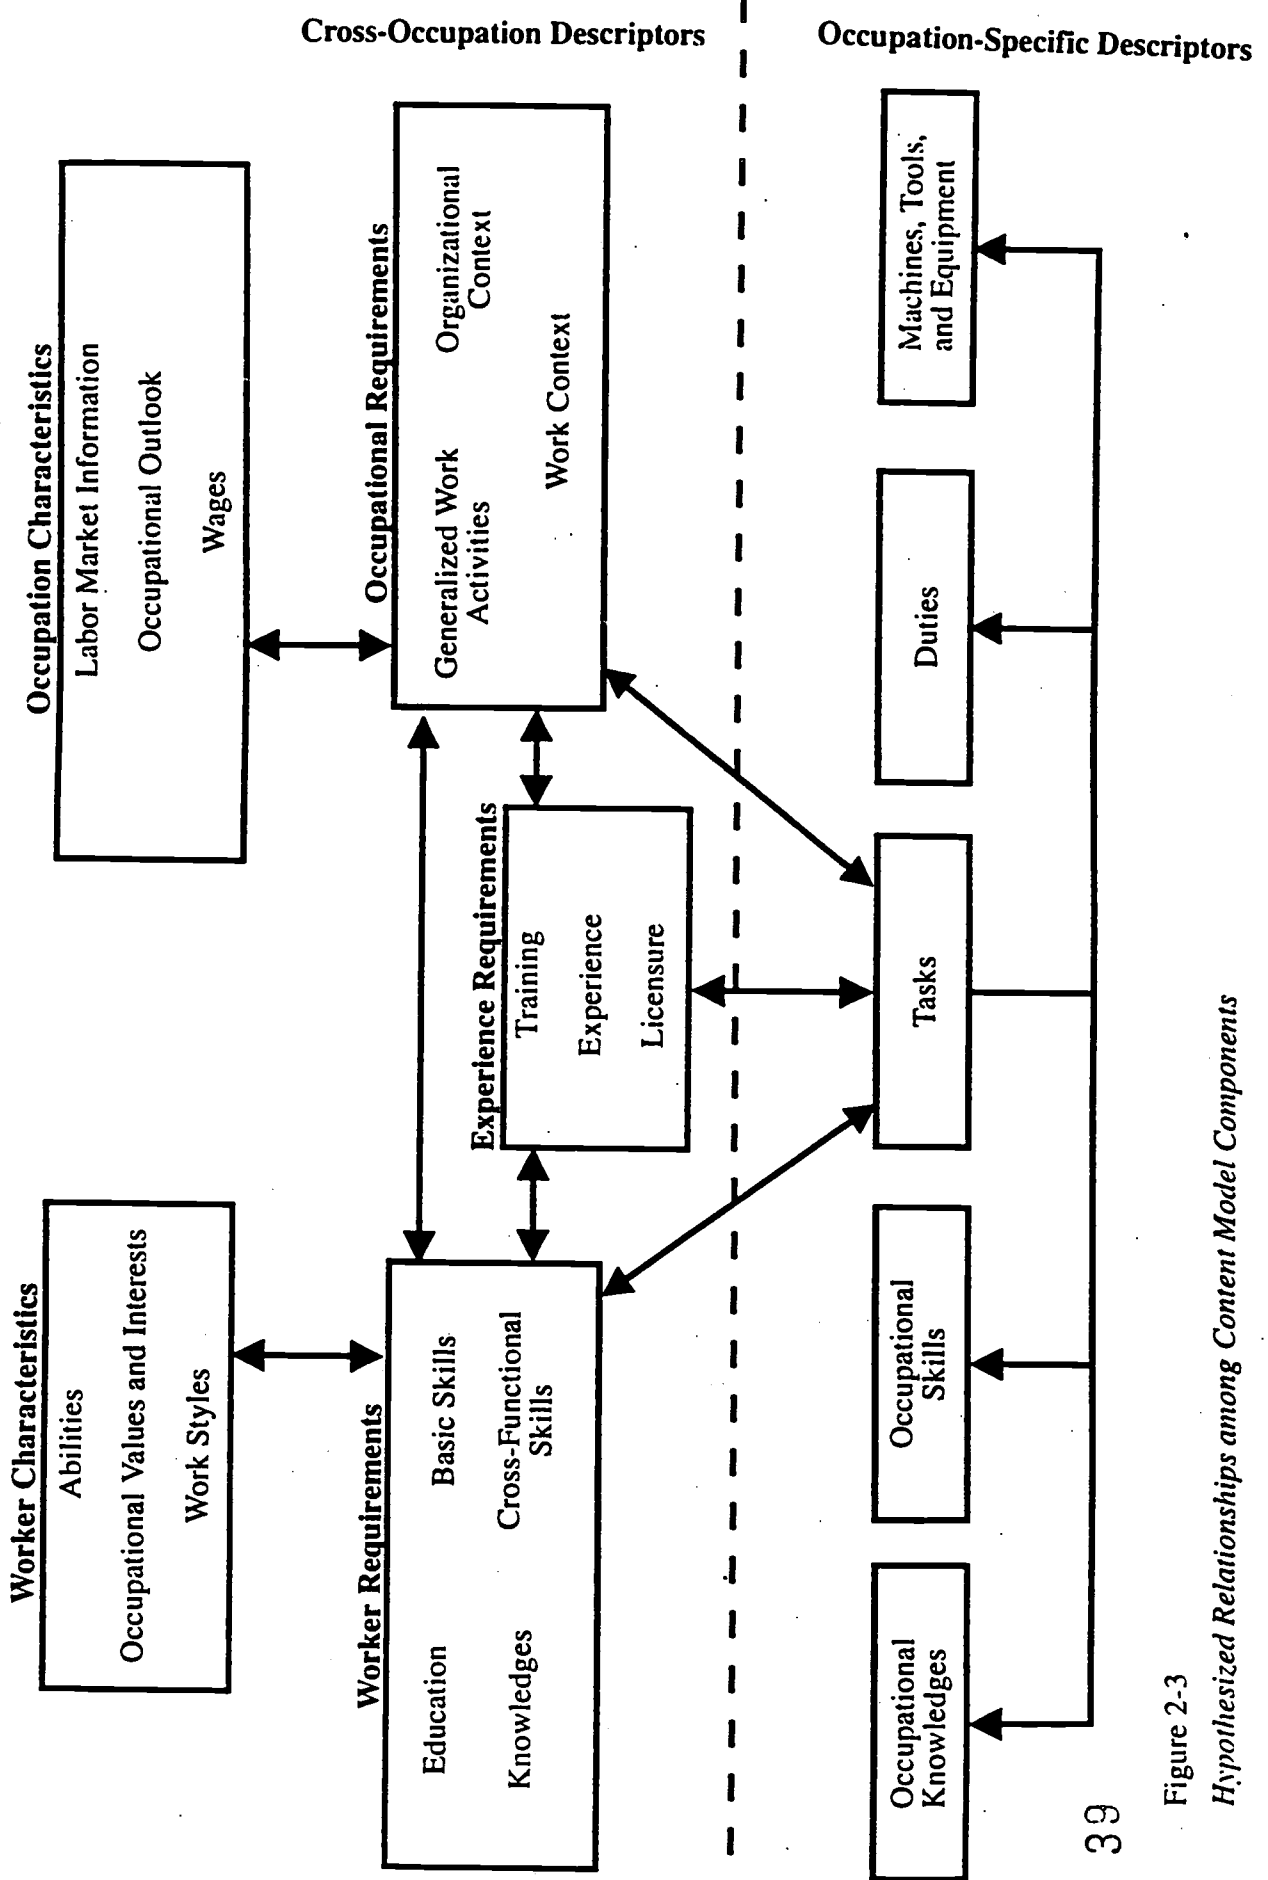 Cross-Occupation Descriptors
Occupation-Specific Descriptors
Worker Characteristics
Abilities
Occupational Values and Interests
Work Styles
Occupation Characteristics
Labor Market Information
Occupational Outlook
Wages
Worker Requirements
Education
Basic Skills
Knowledges
Cross-Functional
Skills
Experience Requirements
Training
Experience
Licensure
Occupational Requirements
Generalized Work
Activities
Organizational
Context
Work Context
Occupational
Knowledges
Occupational
Skills
Tasks
Duties
Machines, Tools,
and Equipment
39
Figure 2-3
Hypothesized Relationships among Content Model Components